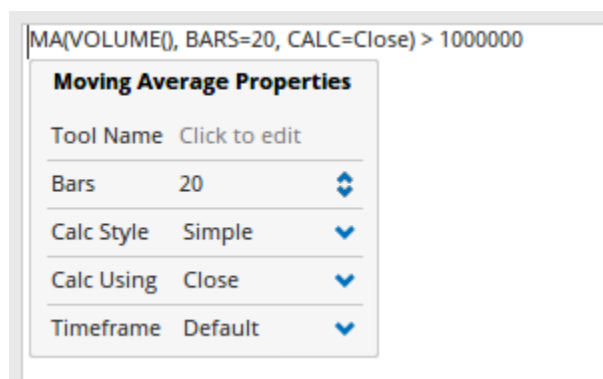 MA(VOLUME(), BARS=20, CALC=Close) > 1000000
Moving Average Properties
Tool Name Click to edit
Bars 20
Calc Style Simple
Calc Using Close
Timeframe Default